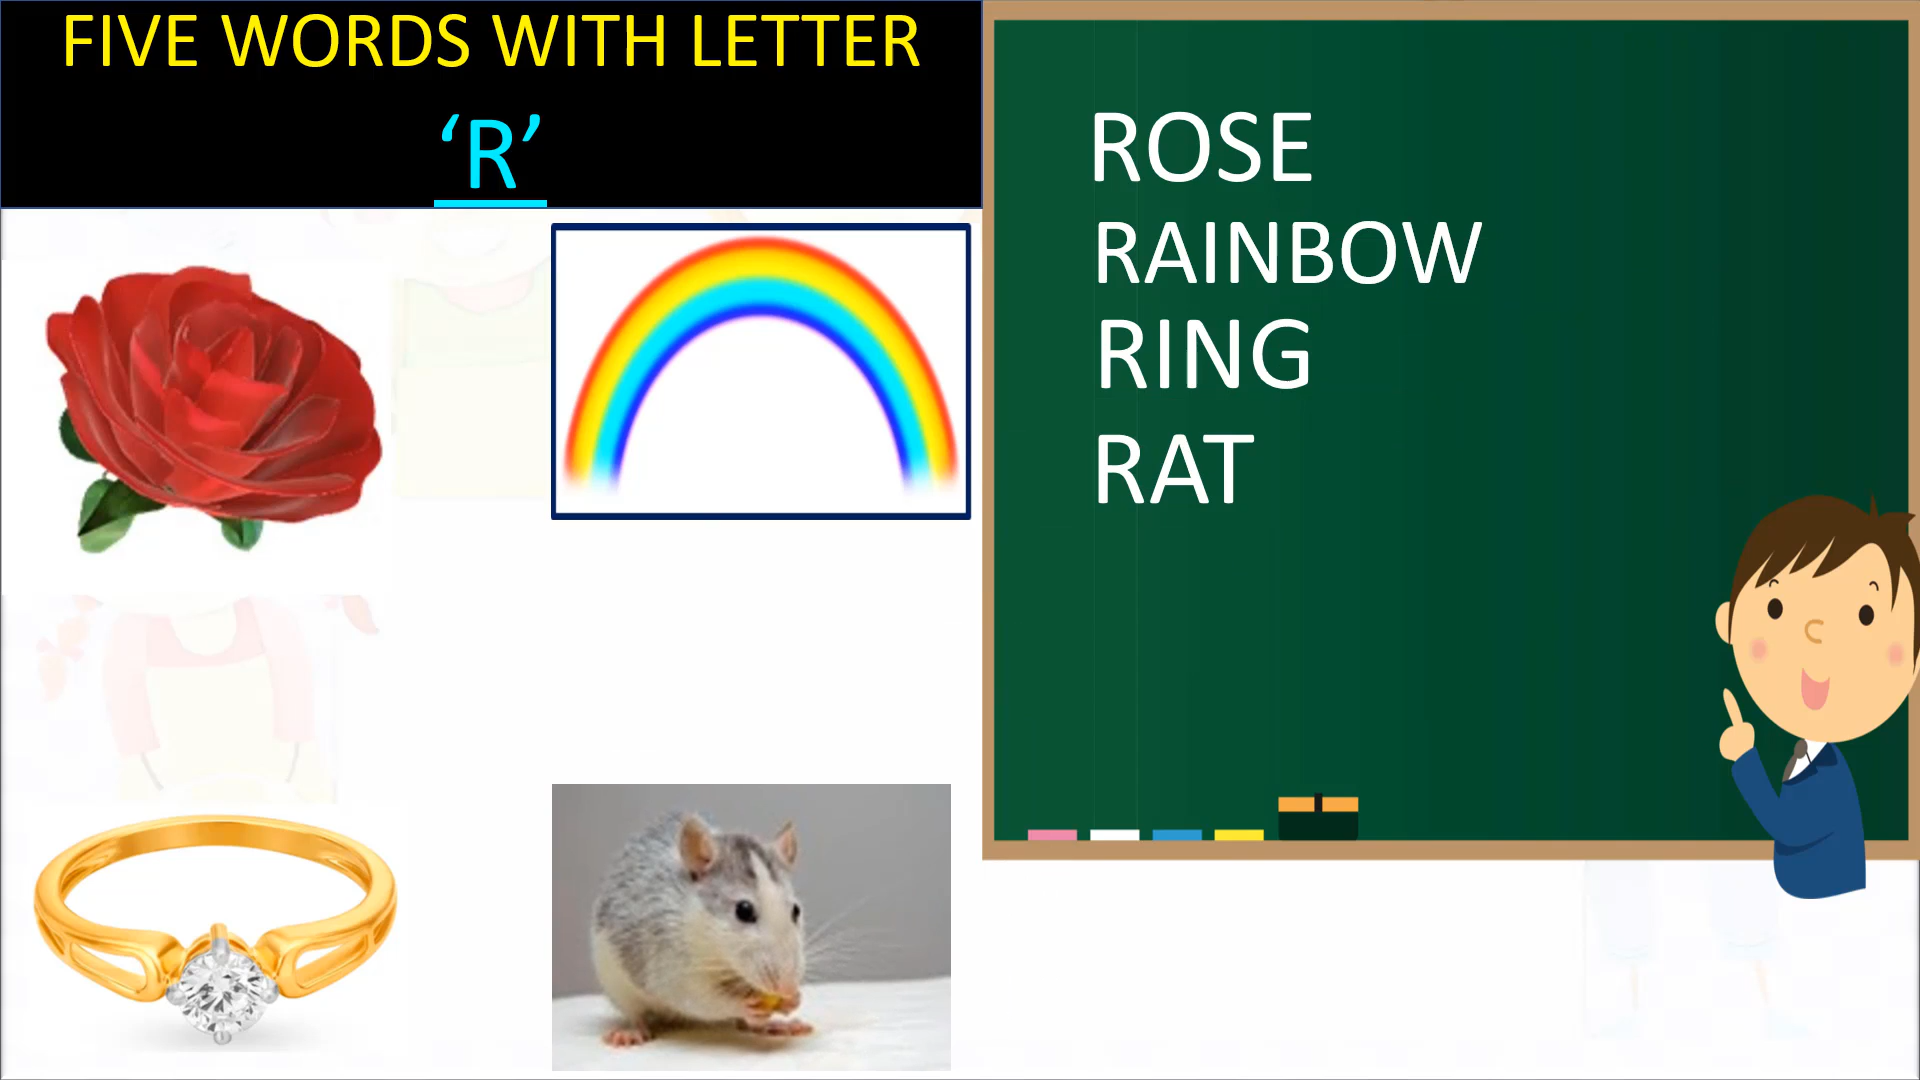 FIVE WORDS WITH LETTER
‘R’
ROSE
RAINBOW
RING
RAT